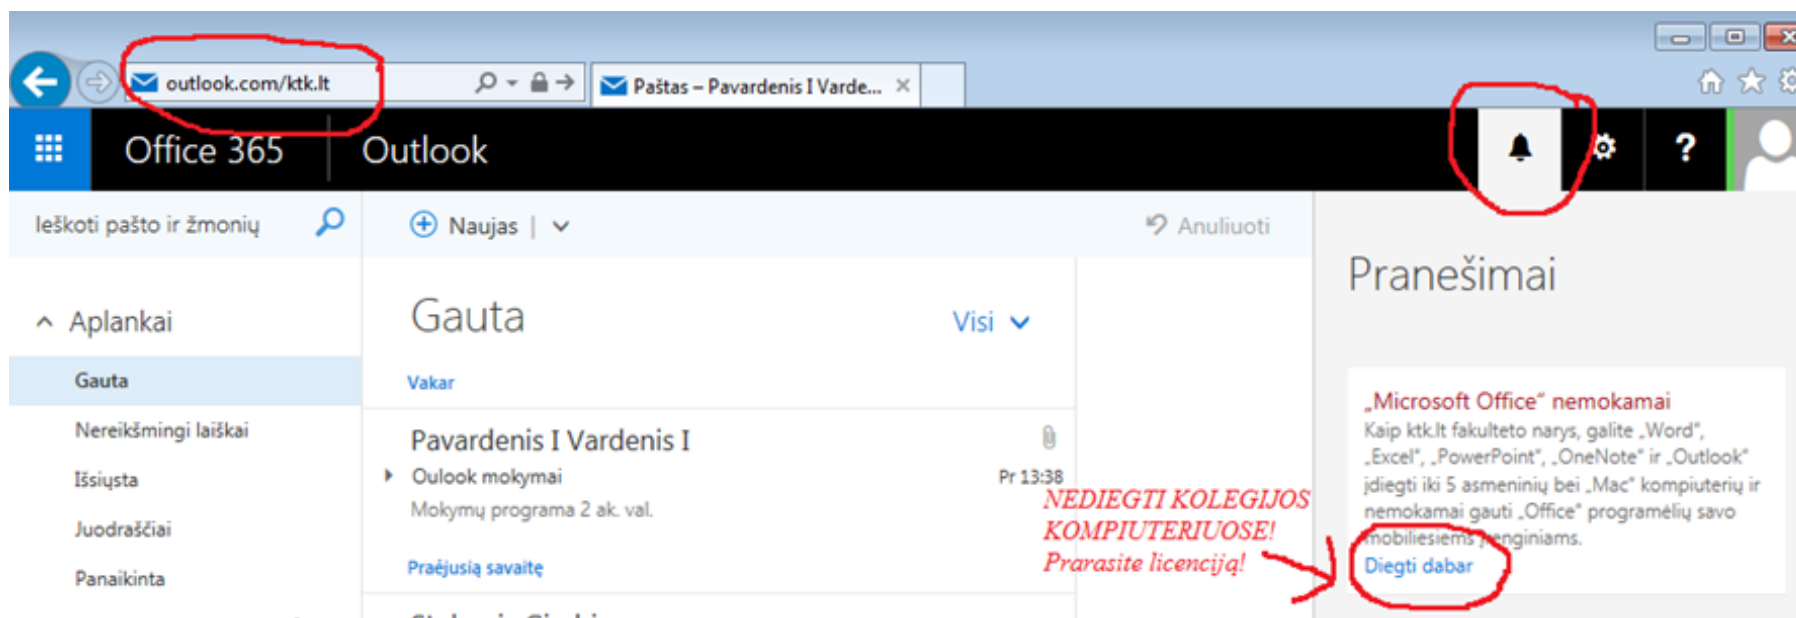 outlook.com/ktk.lt
Paštas – Pavardenis I Varde...
Office 365
Outlook
?
Ieškoti pašto ir žmonių
Naujas
Anuliuoti
Aplankai
Gauta
Nereikšmingi laiškai
Išsiųsta
Juodraščiai
Panaikinta
Gauta
Visi
Vakar
Pavardenis I Vardenis I
Oulook mokymai
Pr 13:38
Mokymų programa 2 ak. val.
Praėjusią savaitę
NEDIEGTI KOLEGIJOS
KOMPIUTERIUOSE!
Prarasite licenciją!
Pranešimai
„Microsoft Office“ nemokamai
Kaip ktk.lt fakulteto narys, galite „Word“,
„Excel“, „PowerPoint“, „OneNote“ ir „Outlook“
įdiegti iki 5 asmeninių bei „Mac“ kompiuterių ir
nemokamai gauti „Office“ programėlių savo
mobiliesiems įrenginiams.
Diegti dabar